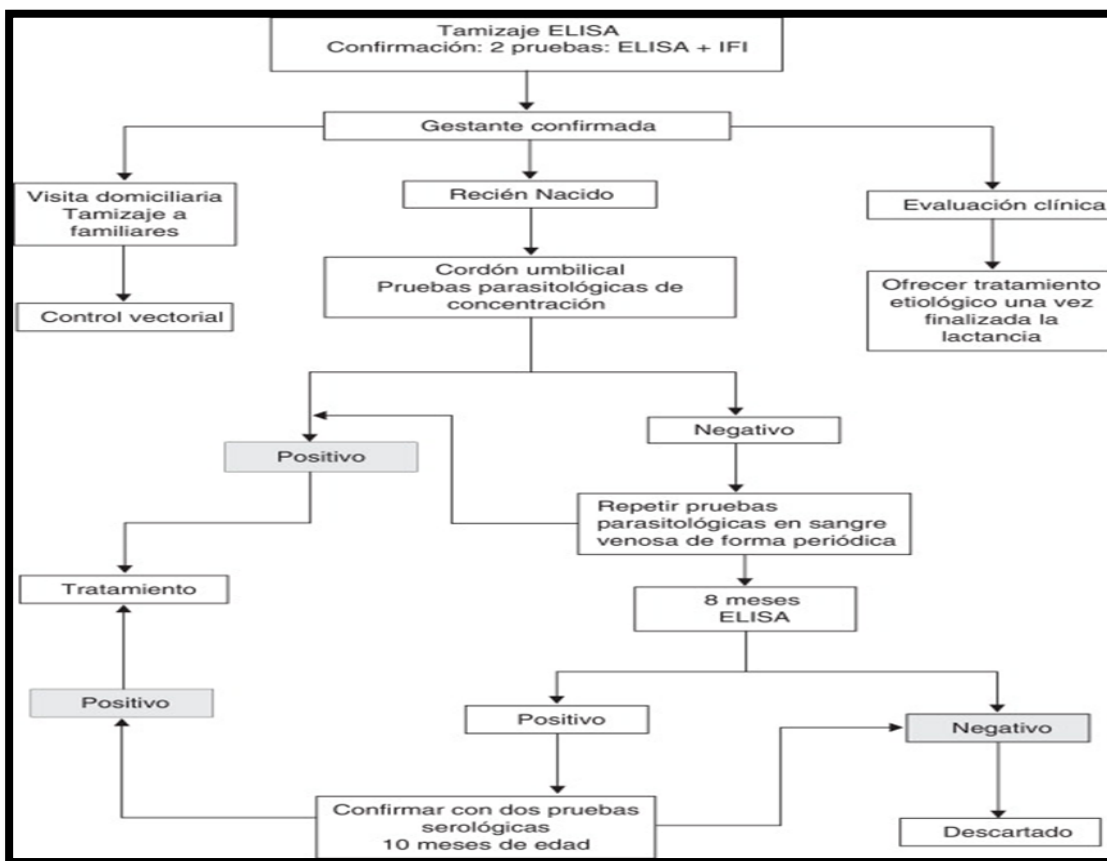 Tamizaje ELISA
Confirmación: 2 pruebas: ELISA + IFI
Gestante confirmada
Visita domiciliaria
Tamizaje a
familiares
Recién Nacido
Evaluación clínica
Cordón umbilical
Pruebas parasitológicas de
concentración
Control vectorial
Ofrecer tratamiento
etiológico una vez
finalizada la
lactancia
Positivo
Negativo
Repetir pruebas
parasitológicas en sangre
venosa de forma periódica
Tratamiento
8 meses
ELISA
Positivo
Positivo
Negativo
Confirmar con dos pruebas
serológicas
10 meses de edad
Descartado